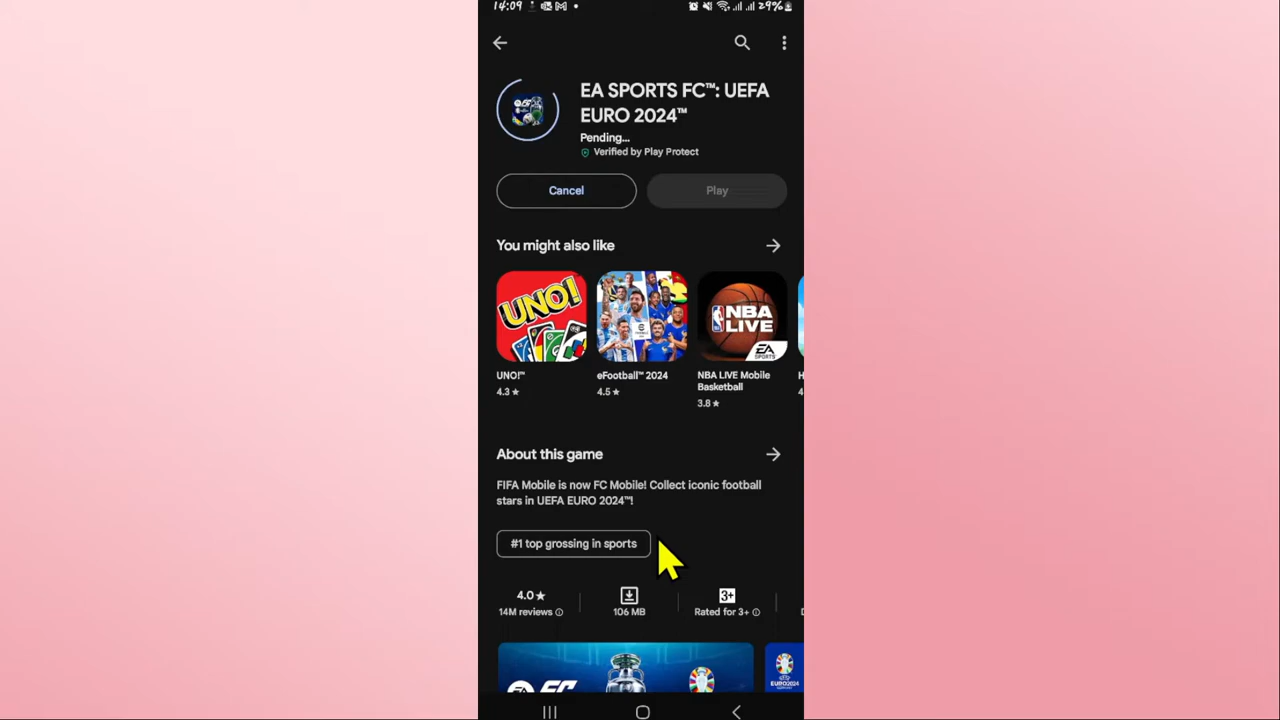 14:09
29%
EA SPORTS FC™: UEFA
EURO 2024™
Pending...
Verified by Play Protect
Cancel
Play
You might also like
UNO!
NBA
LIVE
EA
SPORTS
UNO!™
eFootball™ 2024
NBA LIVE Mobile
Basketball
H
4.3 ★
4.5 ★
4
3.8 ★
About this game
FIFA Mobile is now FC Mobile! Collect iconic football
stars in UEFA EURO 2024™!
#1 top grossing in sports
4.0 ★
3+
14M reviews
106 MB
Rated for 3+
D
FC
EURO2024